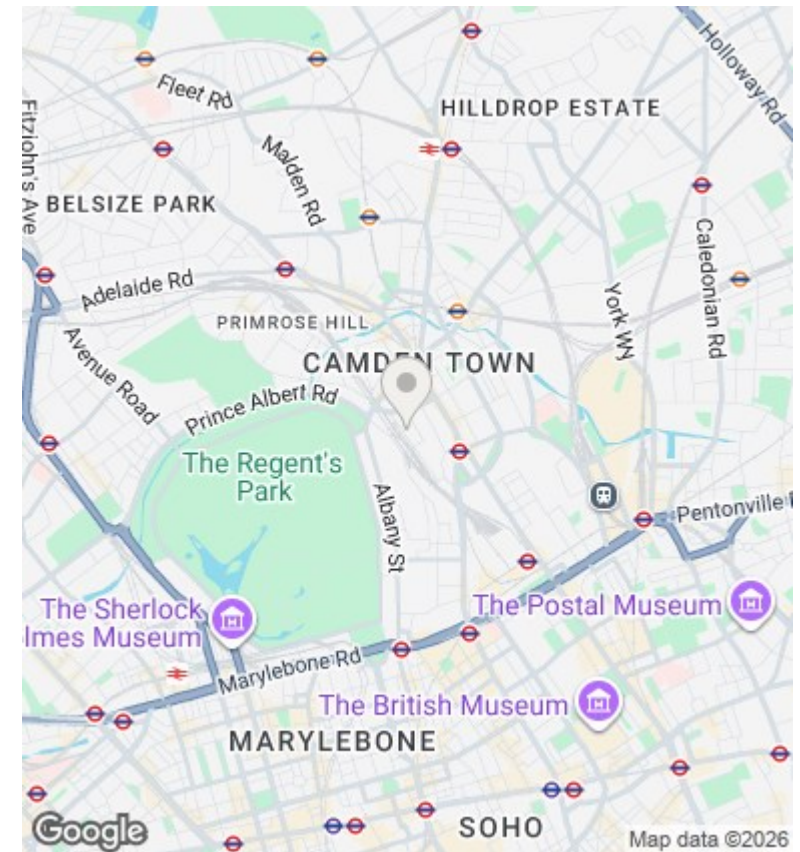 Holloway Rd
Fleet Rd
HILLDROP ESTATE
Fitzjohn's Ave
Malden Rd
BELSIZE PARK
Caledonian Rd
Adelaide Rd
York WY
PRIMROSE HILL
Avenue Road
CAMDEN TOWN
Prince Albert Rd
The Regent's
Park
Albany St
Pentonville
The Sherlock
olmes Museum
The Postal Museum
Marylebone Rd
The British Museum
MARYLEBONE
SOHO
Google
Map data ©2026